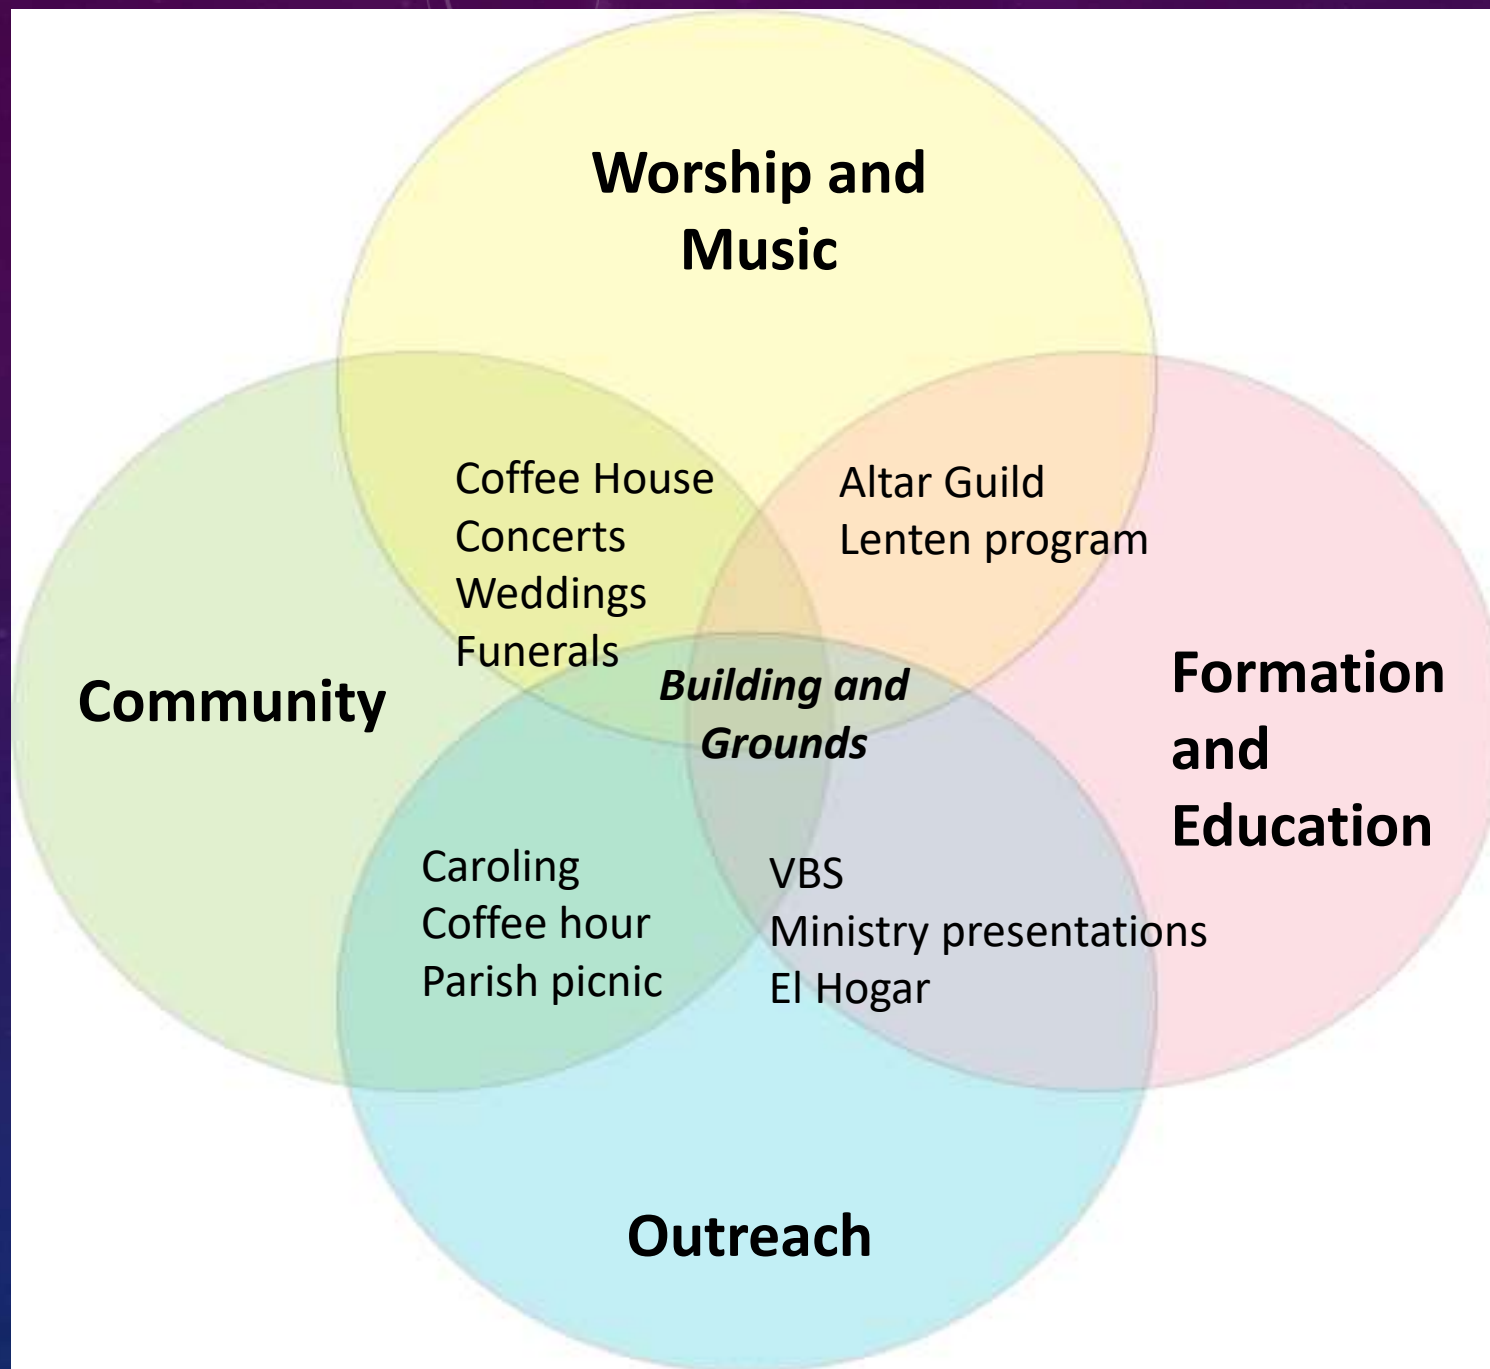 Worship and
Music
Coffee House
Concerts
Weddings
Funerals
Altar Guild
Lenten program
Community
Building and
Grounds
Formation
and
Education
Caroling
Coffee hour
Parish picnic
VBS
Ministry presentations
El Hogar
Outreach